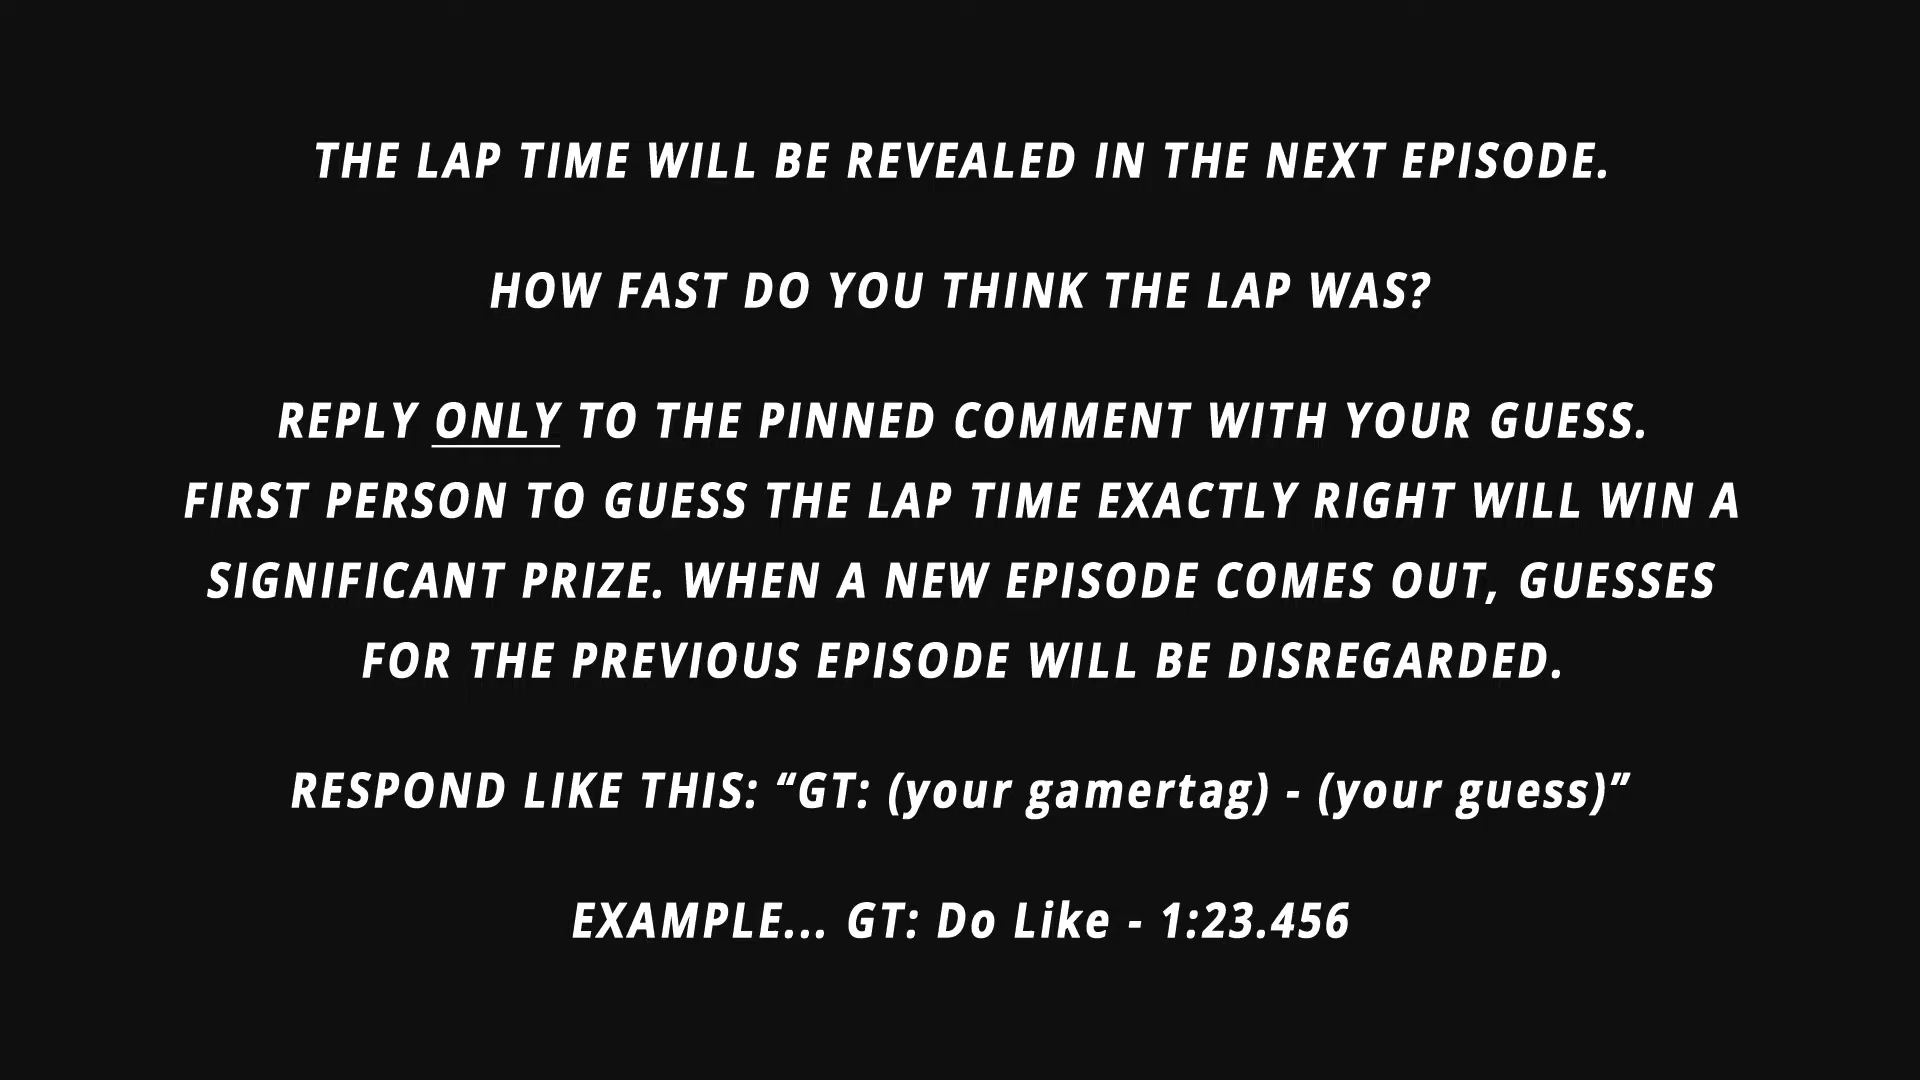 THE LAP TIME WILL BE REVEALED IN THE NEXT EPISODE.
HOW FAST DO YOU THINK THE LAP WAS?
REPLY ONLY TO THE PINNED COMMENT WITH YOUR GUESS.
FIRST PERSON TO GUESS THE LAP TIME EXACTLY RIGHT WILL WIN A
SIGNIFICANT PRIZE. WHEN A NEW EPISODE COMES OUT, GUESSES
FOR THE PREVIOUS EPISODE WILL BE DISREGARDED.
RESPOND LIKE THIS: “GT: (your gamertag) - (your guess)”
EXAMPLE... GT: Do Like - 1:23.456